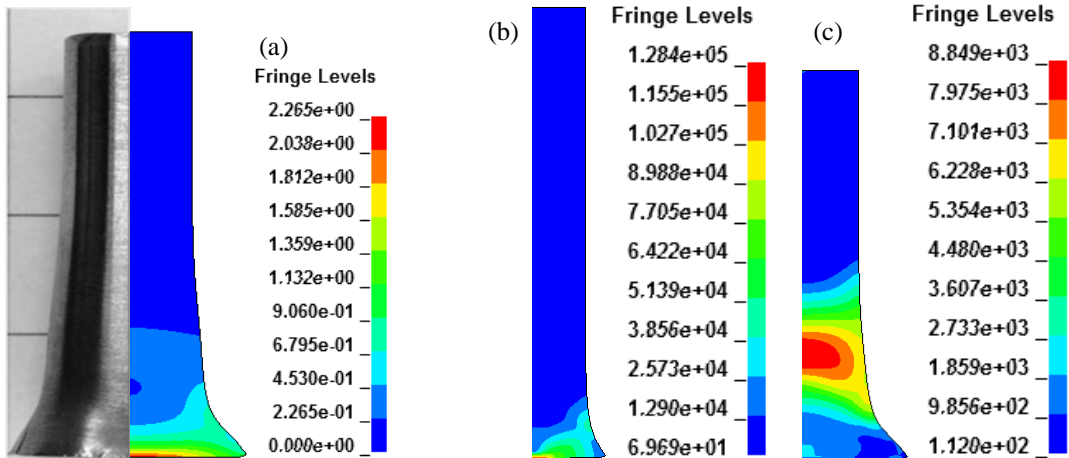 (a)
Fringe Levels
2.265e+00
2.038e+00
1.812e+00
1.585e+00
1.359e+00
1.132e+00
9.060e-01
6.795e-01
4.530e-01
2.265e-01
0.000e+00
(b)
Fringe Levels
1.284e+05
1.155e+05
1.027e+05
8.988e+04
7.705e+04
6.422e+04
5.139e+04
3.856e+04
2.573e+04
1.290e+04
6.969e+01
(c)
Fringe Levels
8.849e+03
7.975e+03
7.101e+03
6.228e+03
5.354e+03
4.480e+03
3.607e+03
2.733e+03
1.859e+03
9.856e+02
1.120e+02